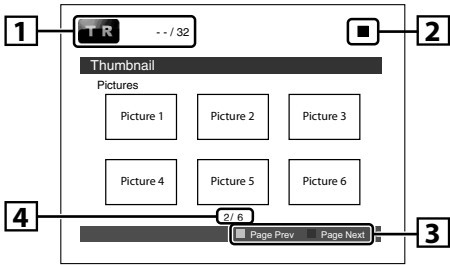 1
TR --/32
2
Thumbnail
Pictures
Picture 1 Picture 2 Picture 3
Picture 4 Picture 5 Picture 6
4
2/ 6
Page Prev Page Next
3